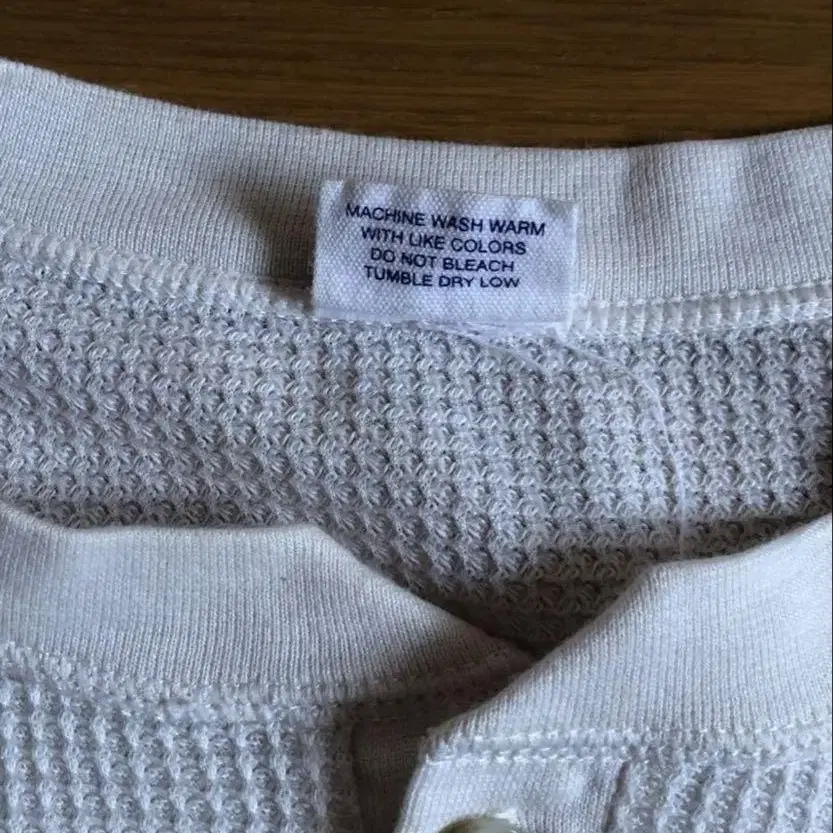 MACHINE WASH WARM
WITH LIKE COLORS
DO NOT BLEACH
TUMBLE DRY LOW